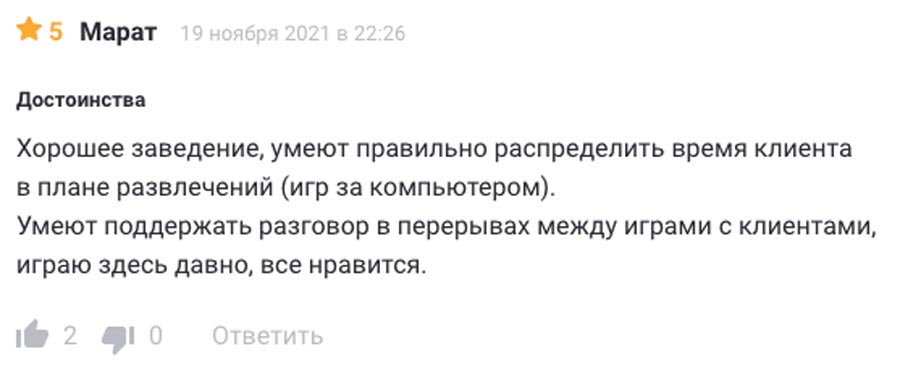 5 Марат 19 ноября 2021 в 22:26
Достоинства
Хорошее заведение, умеют правильно распределить время клиента
в плане развлечений (игр за компьютером).
Умеют поддержать разговор в перерывах между играми с клиентами,
играю здесь давно, все нравится.
2 0 Ответить